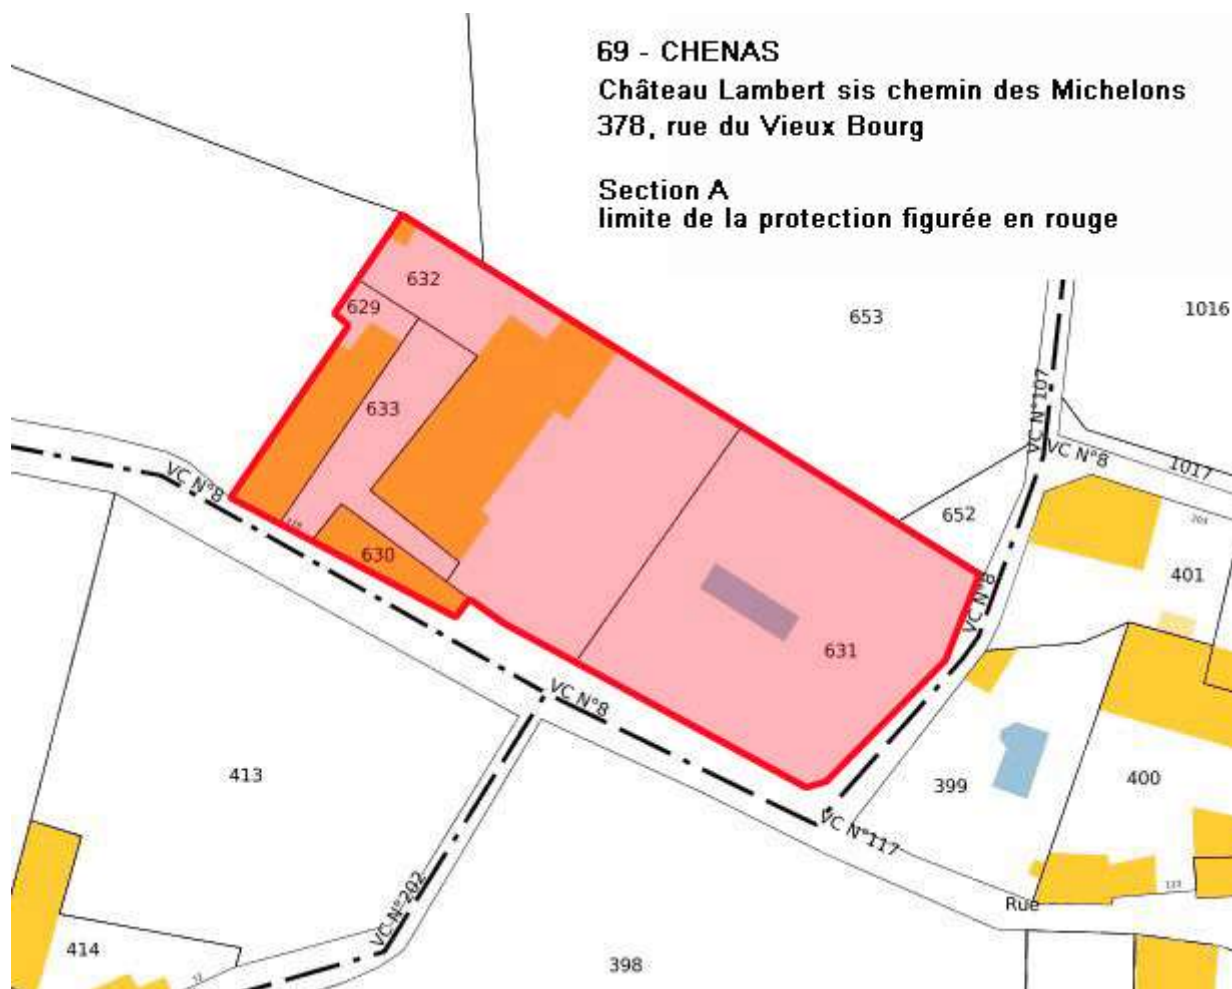 69 - CHENAS
Château Lambert sis chemin des Michelons
378, rue du Vieux Bourg
Section A
limite de la protection figurée en rouge
632
629
653
1016
633
VC N°107
VC N°8
1017
VC N°8
652
401
630
VC N°8
631
VC N°8
413
399
400
VC N°117
VC N°202
Rue
414
398